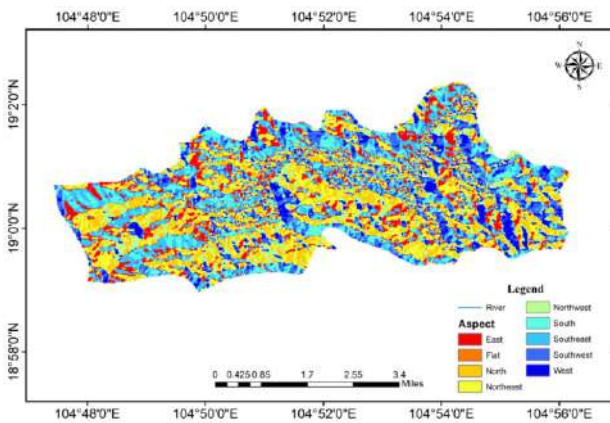 104°48'0"E 104°50'0"E 104°52'0"E 104°54'0"E 104°56'0"E
N
W E
S
19°2'0"N
19°0'0"N
18°58'0"N
Legend
River
Aspect
East
Flat
North
Northeast
Northwest
South
Southeast
Southwest
West
0 0.425 0.85 1.7 2.55 3.4
Miles
104°48'0"E 104°50'0"E 104°52'0"E 104°54'0"E 104°56'0"E